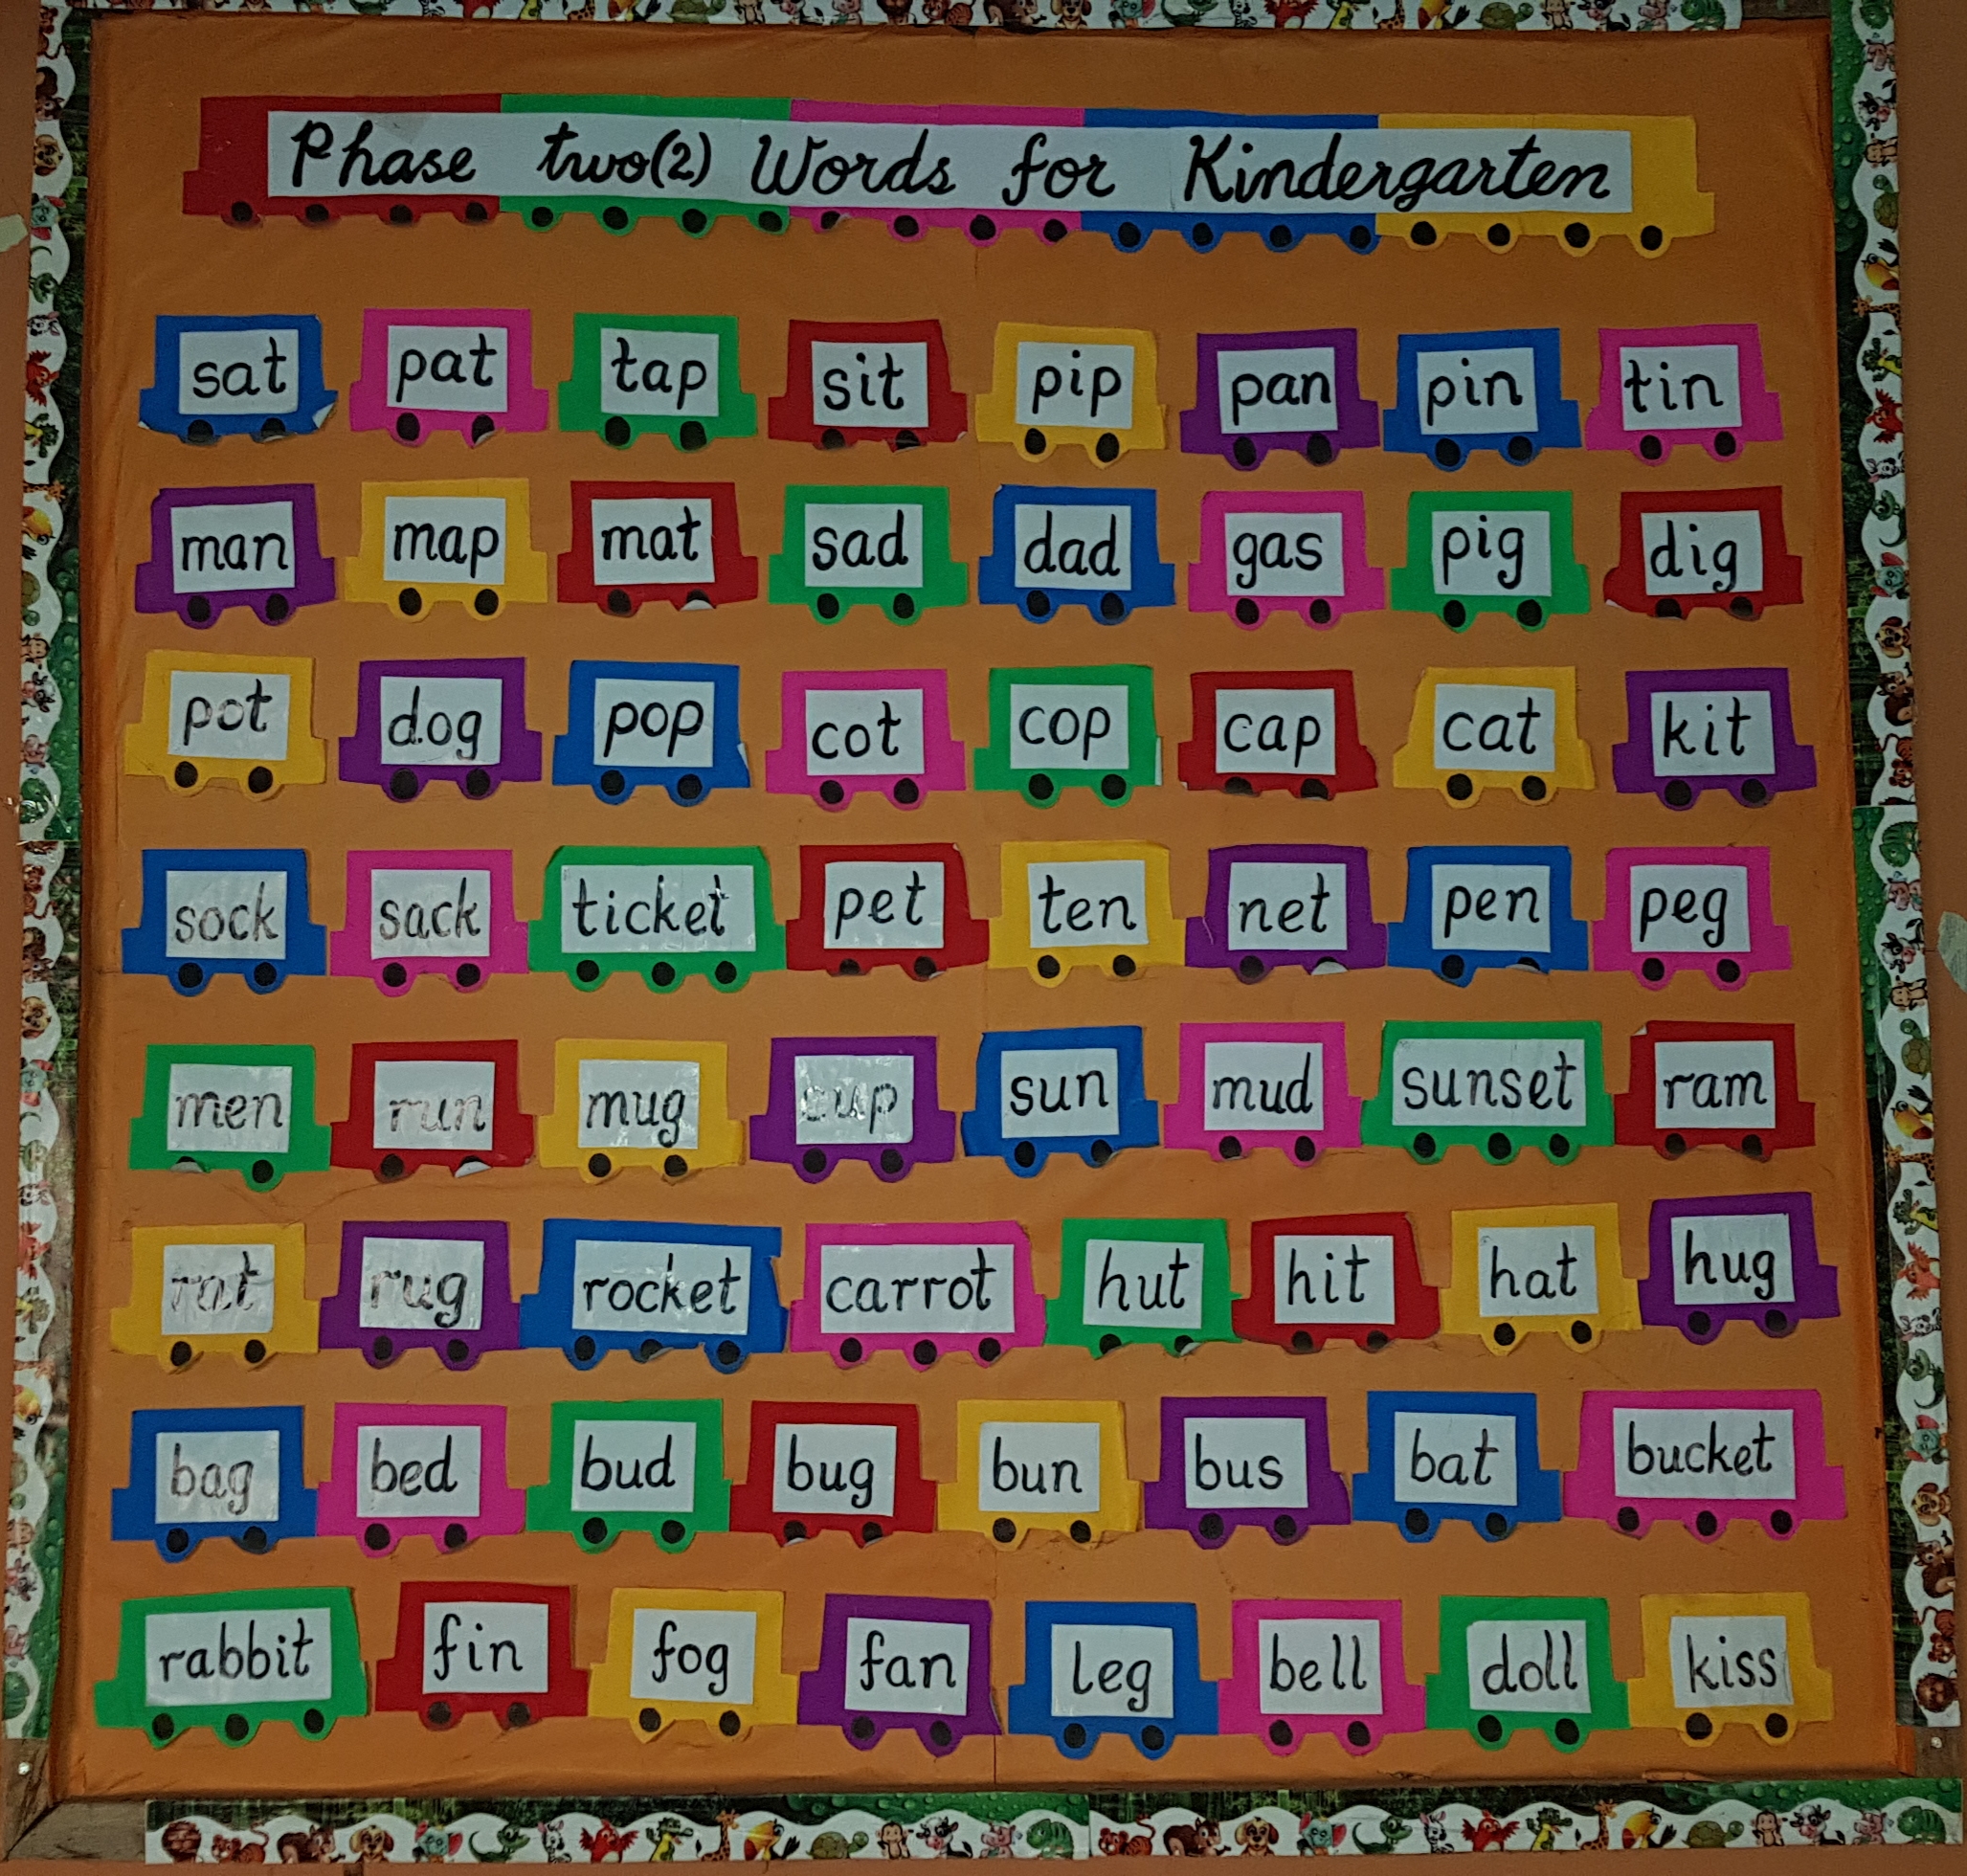 Phase two(2) Words for Kindergarten
sat pat tap sit pip pan pin tin
man map mat sad dad gas pig dig
pot dog pop cot cop cap cat kit
sock sack ticket pet ten net pen peg
men run mug cup sun mud sunset ram
rat rug rocket carrot hut hit hat hug
bag bed bud bug bun bus bat bucket
rabbit fin fog fan leg bell doll kiss